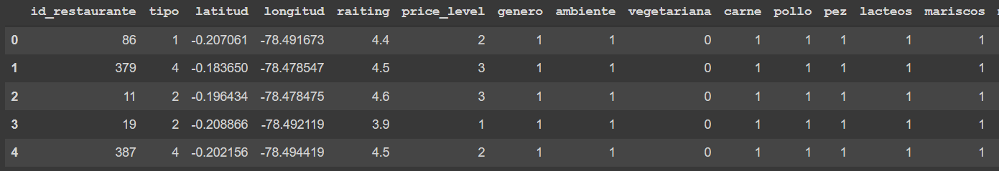 id_restaurante tipo latitud longitud raiting price_level genero ambiente vegetariana carne pollo pez lacteos mariscos
0 86 1 -0.207061 -78.491673 4.4 2 1 1 0 1 1 1 1 1
1 379 4 -0.183650 -78.478547 4.5 3 1 1 0 1 1 1 1 1
2 11 2 -0.196434 -78.478475 4.6 3 1 1 0 1 1 1 1 1
3 19 2 -0.208866 -78.492119 3.9 1 1 1 0 1 1 1 1 1
4 387 4 -0.202156 -78.494419 4.5 2 1 1 0 1 1 1 1 1